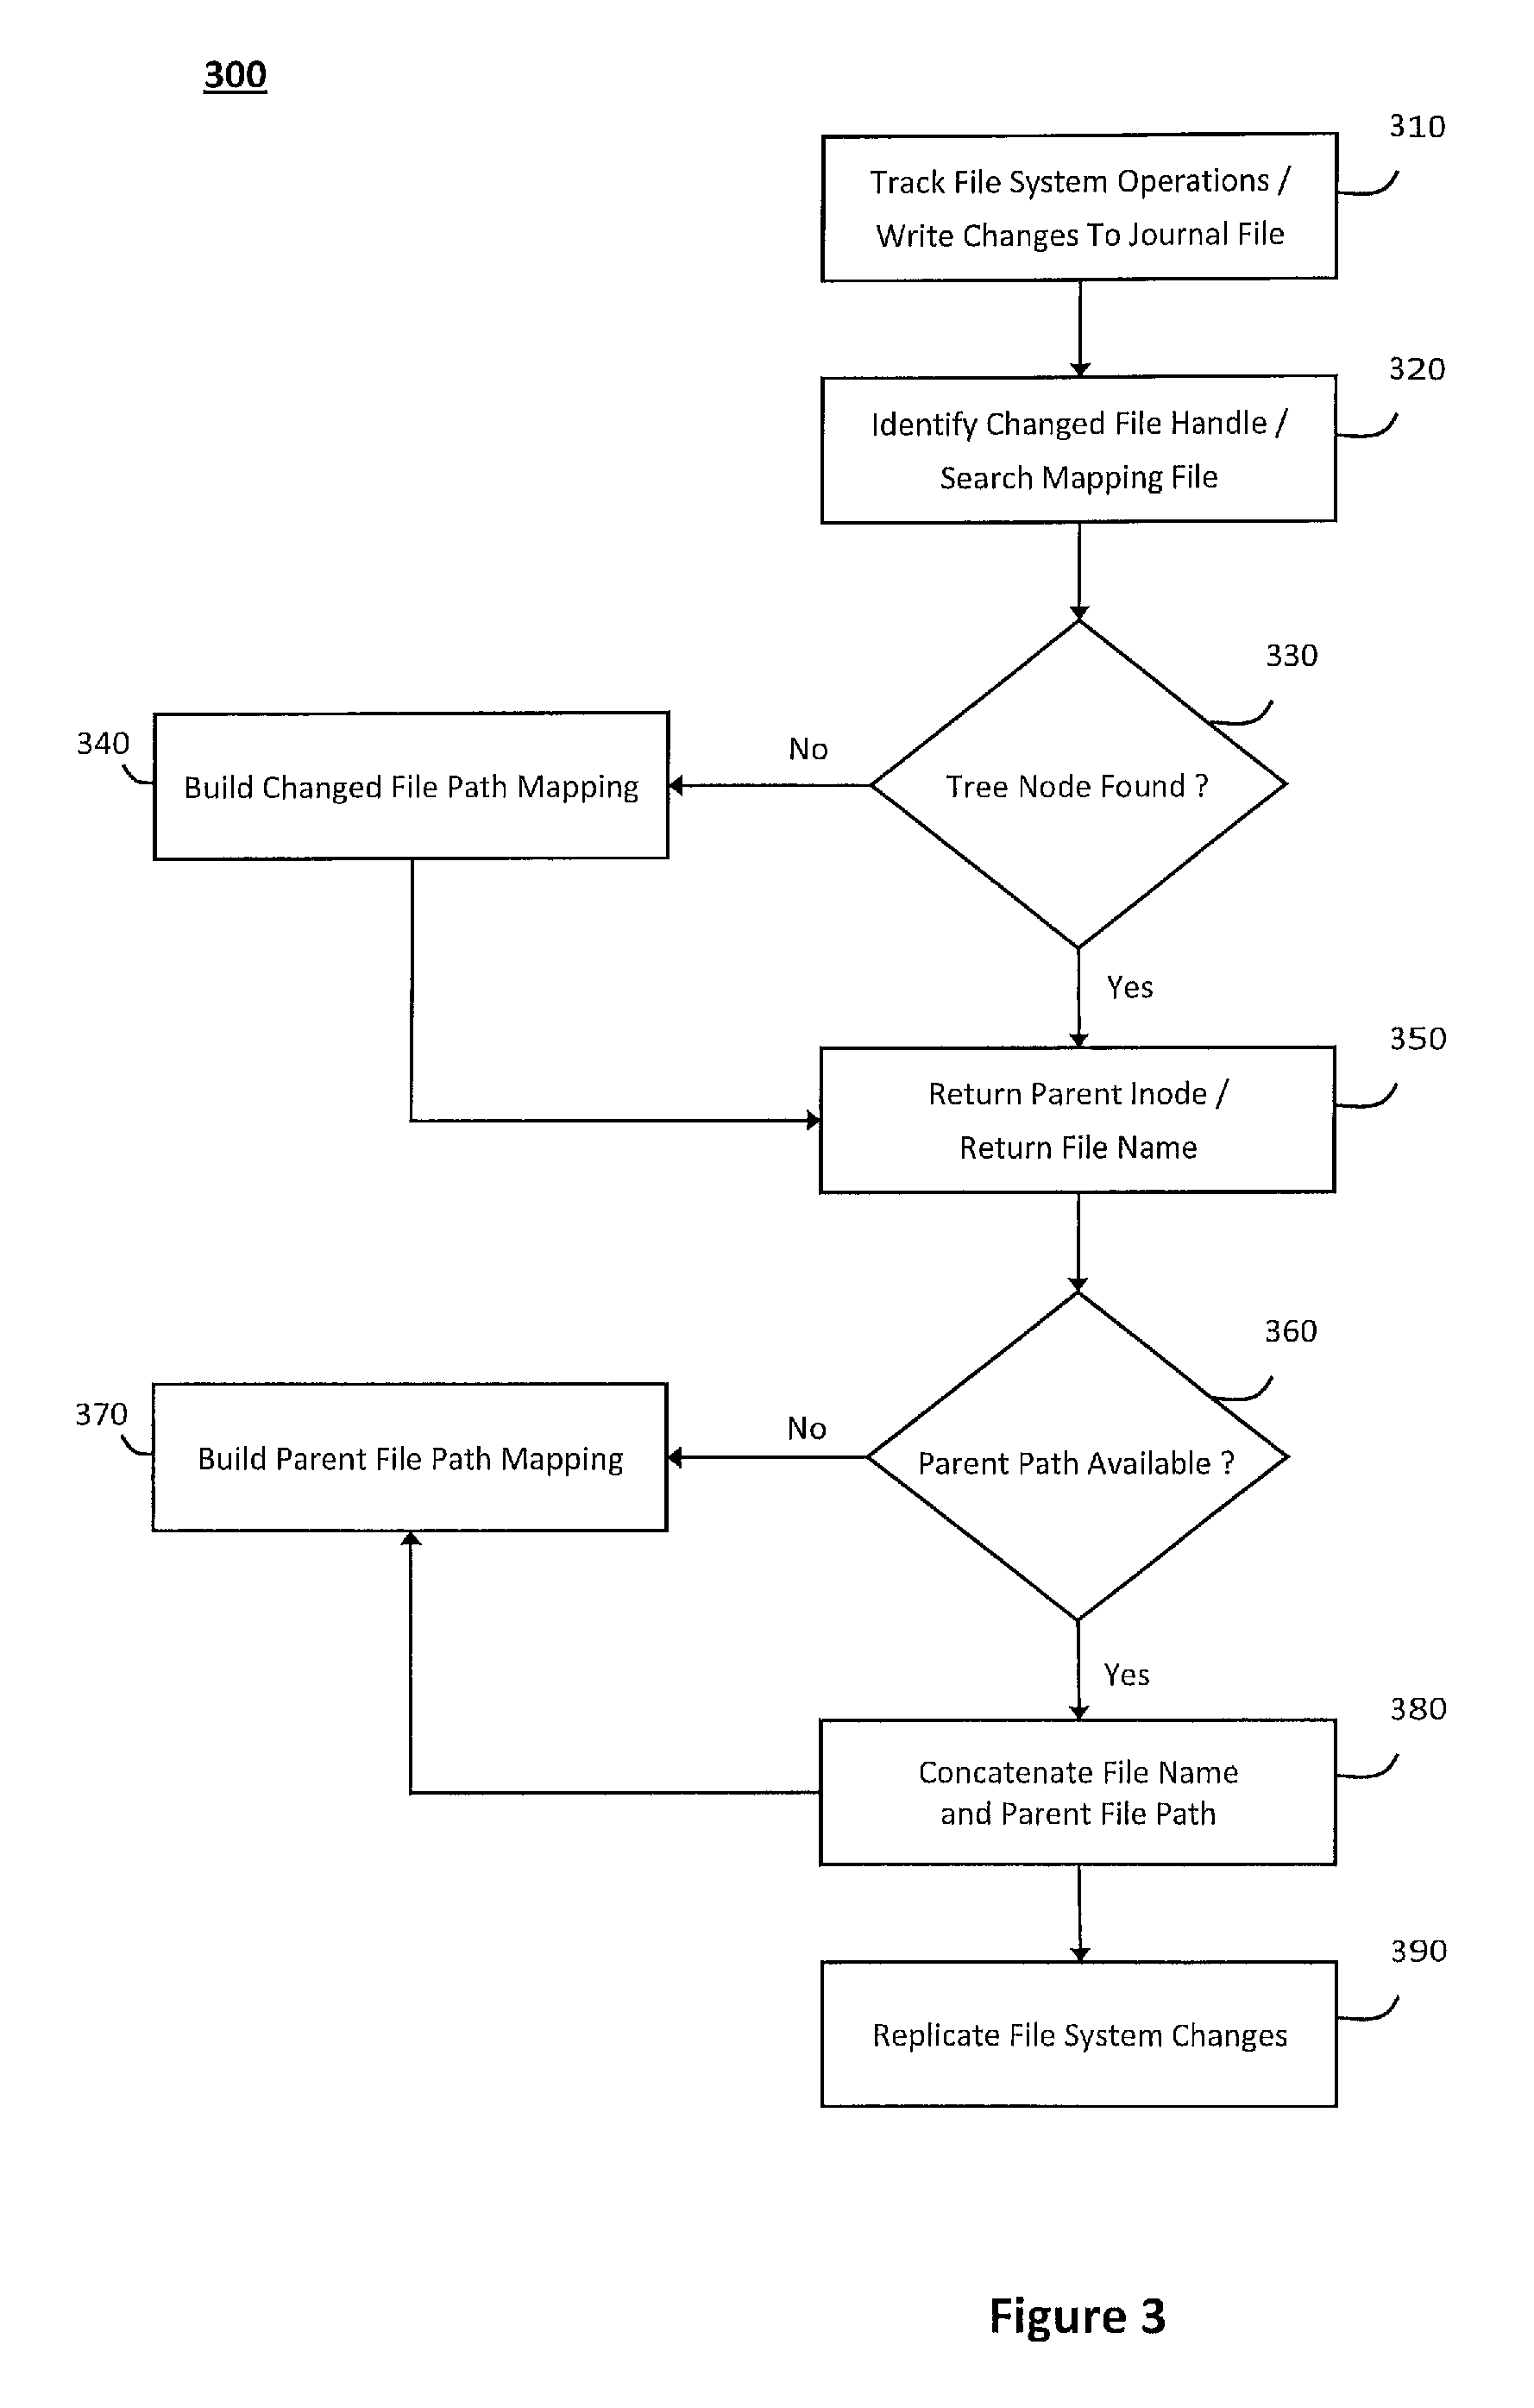 300
310
Track File System Operations /
Write Changes To Journal File
320
Identify Changed File Handle /
Search Mapping File
330
340
No
Build Changed File Path Mapping
Tree Node Found ?
Yes
350
Return Parent Inode /
Return File Name
360
370
No
Build Parent File Path Mapping
Parent Path Available ?
Yes
380
Concatenate File Name
and Parent File Path
390
Replicate File System Changes
Figure 3